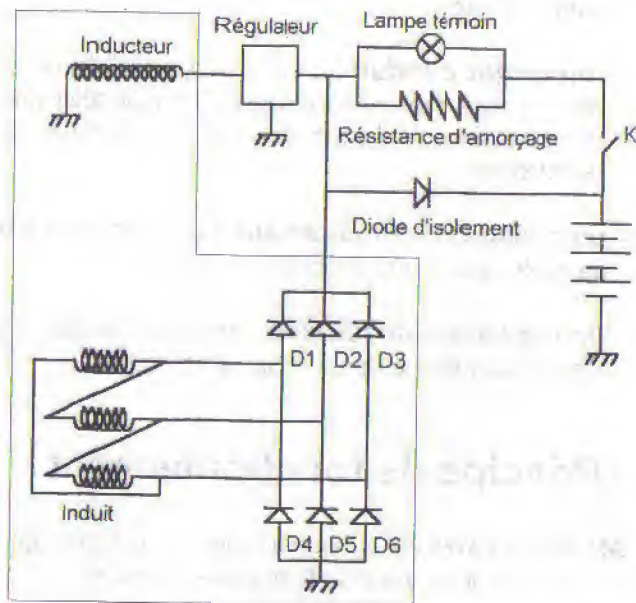 Inducteur
Régulateur
Lampe témoin
Résistance d'amorçage
K
Diode d'isolement
D1 D2 D3
Induit
D4 D5 D6